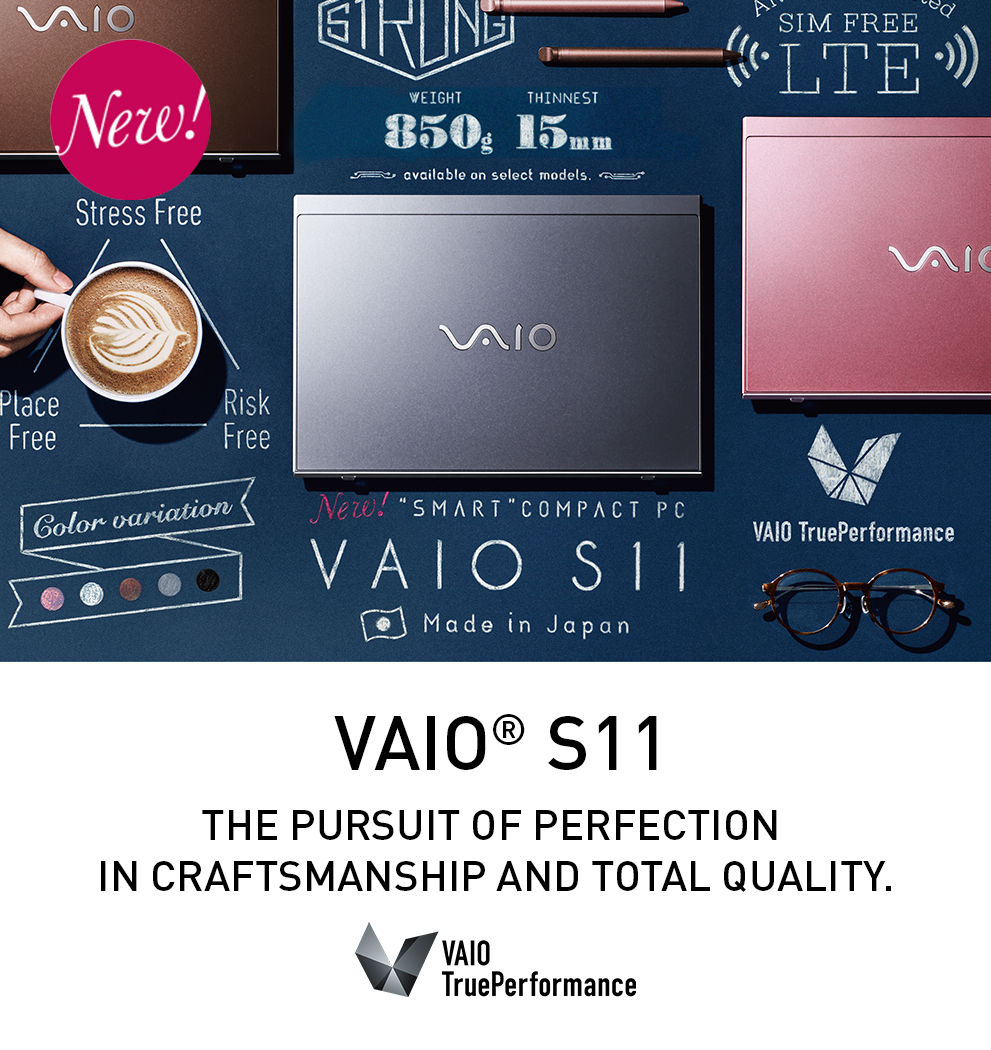 VAIO
STRONG
SIM FREE
LTE
New!
WEIGHT THINNEST
850g 15mm
available on select models.
Stress Free
VAIO
VAIO
Place
Free
Risk
Free
Color variation
New! "SMART"COMPACT PC
VAIO S11
Made in Japan
VAIO TruePerformance
VAIO® S11
THE PURSUIT OF PERFECTION
IN CRAFTSMANSHIP AND TOTAL QUALITY.
VAIO
TruePerformance